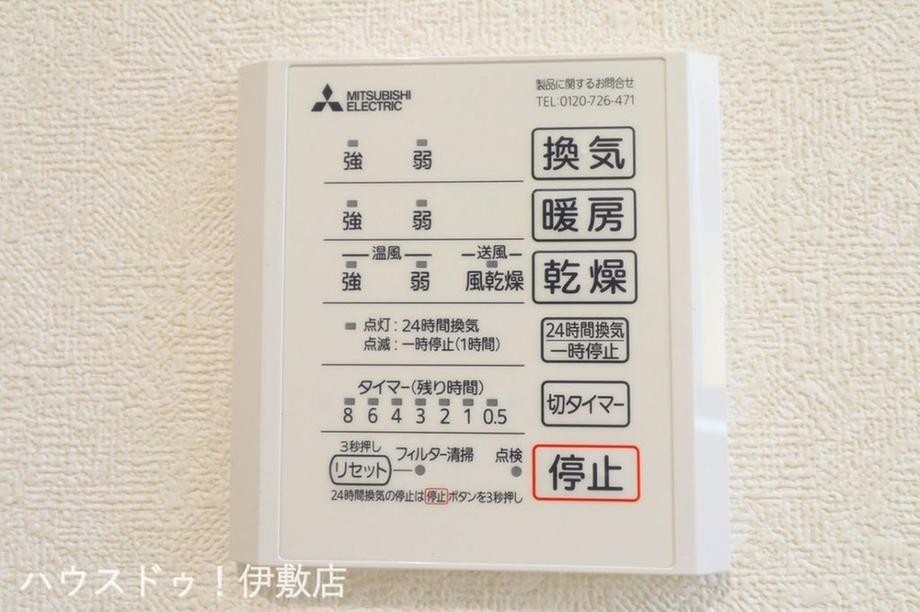 MITSUBISHI
ELECTRIC
製品に関するお問合せ
TEL:0120-726-471
強 弱 換気
強 弱 暖房
温風 送風
強 弱 風乾燥 乾燥
点灯:24時間換気
点滅:一時停止(1時間)
24時間換気
一時停止
タイマー(残り時間)
8 6 4 3 2 1 0.5
切タイマー
3秒押し
リセット フィルター清掃 点検
停止
24時間換気の停止は停止ボタンを3秒押し
ハウスドゥ!伊敷店